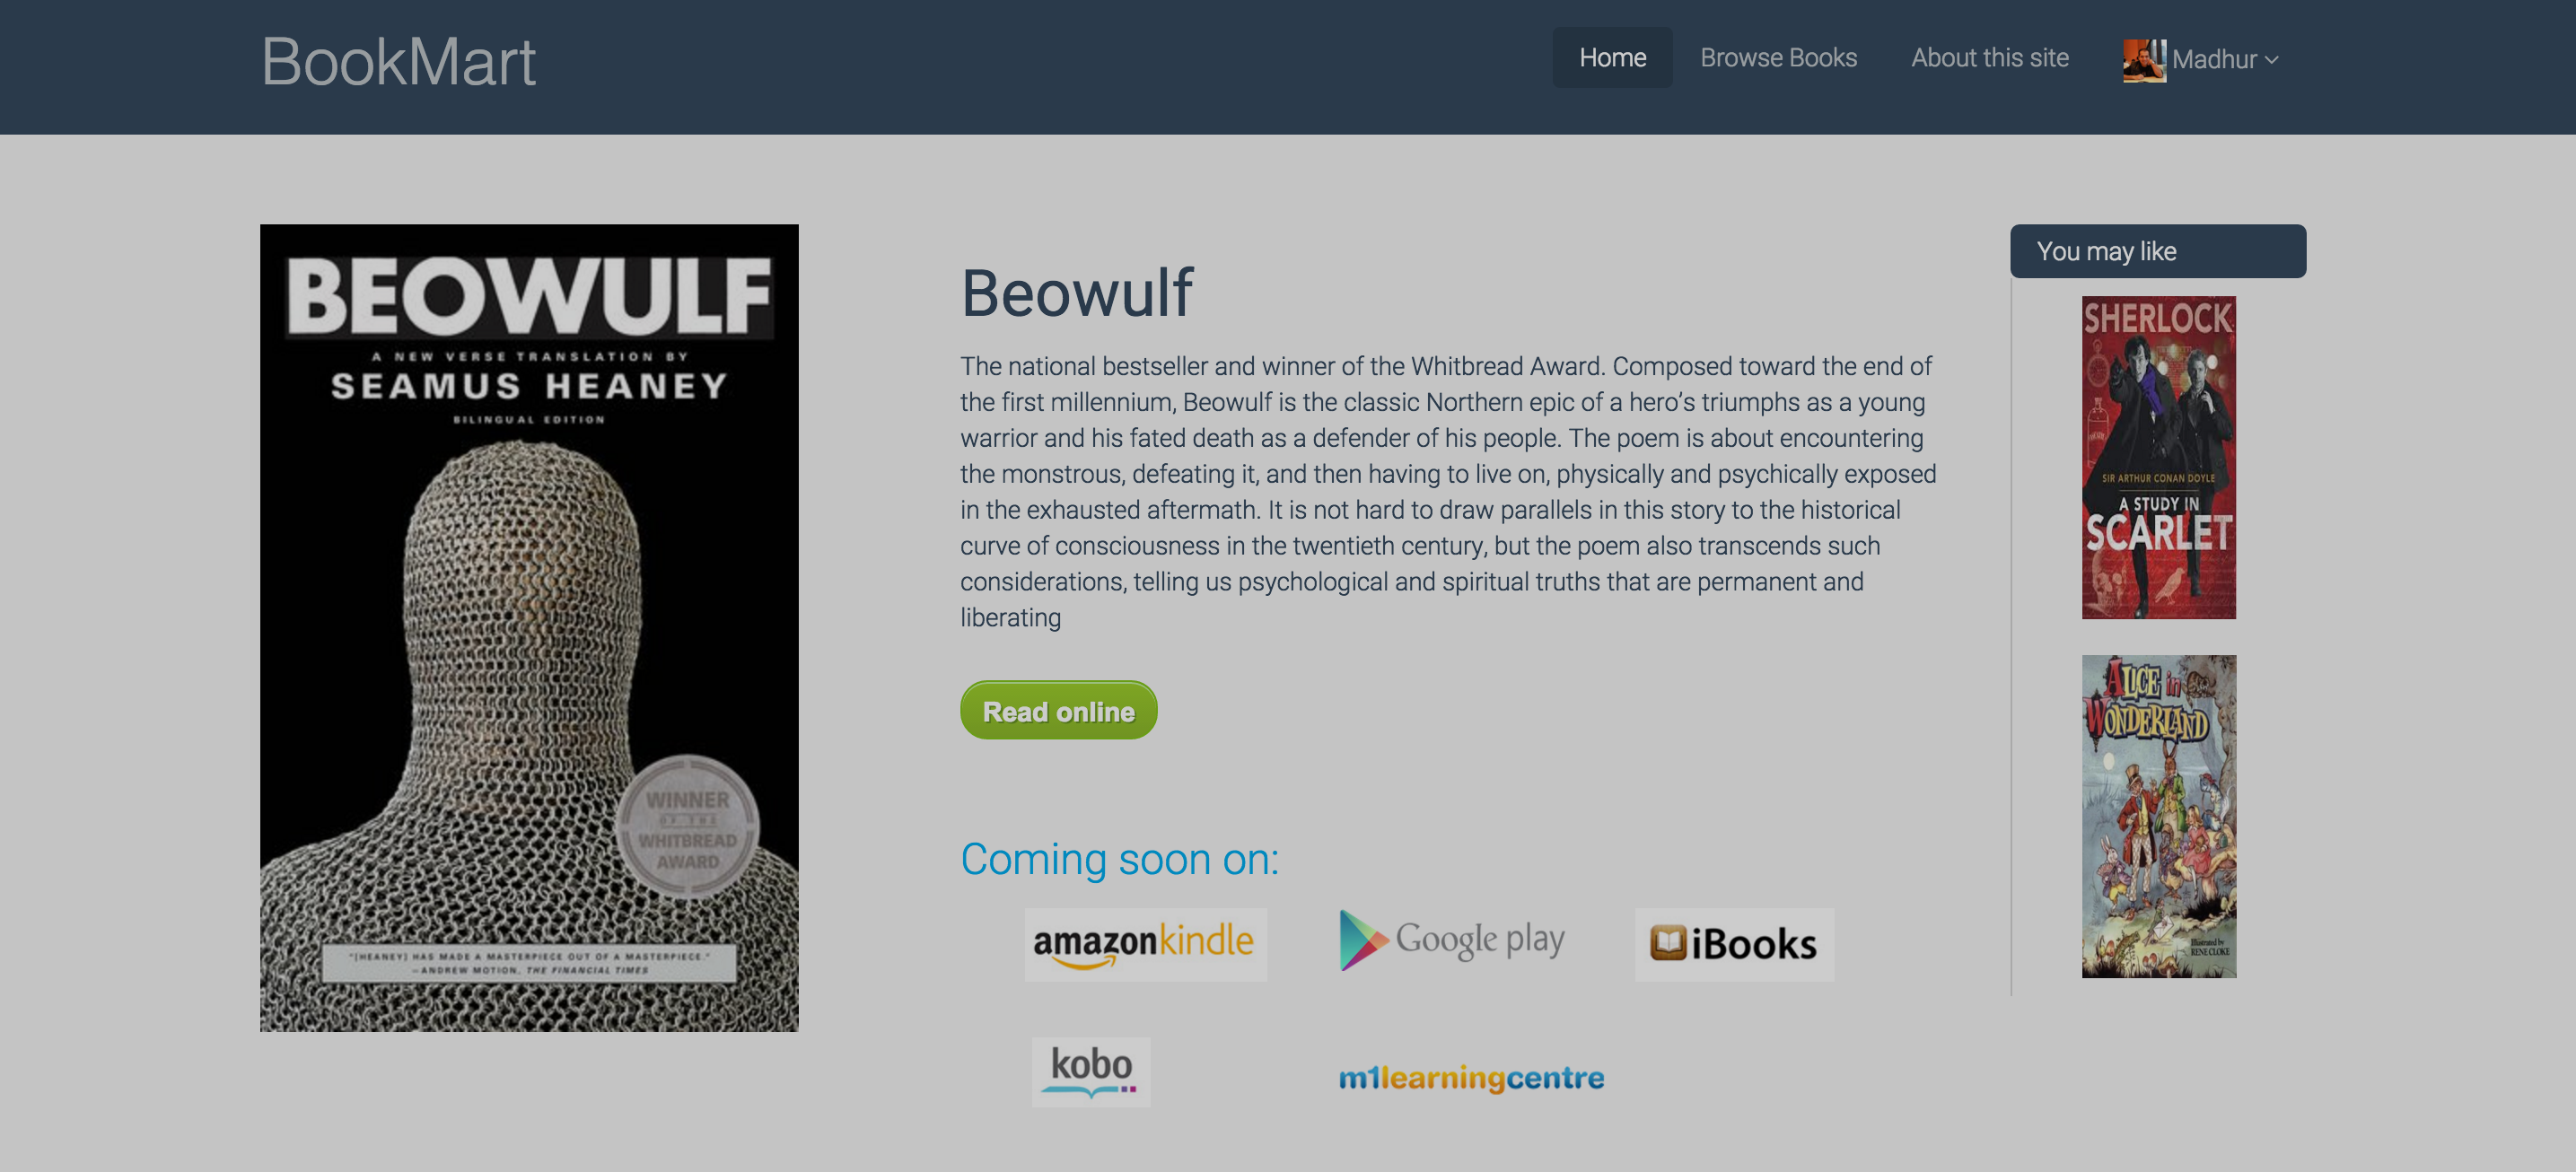 BookMart
Home
Browse Books
About this site
Madhur
BEOWULF
A NEW VERSE TRANSLATION BY
SEAMUS HEANEY
BILINGUAL EDITION
WINNER
OF THE
WHITBREAD
AWARD
"[HEANEY] HAS MADE A MASTERPIECE OUT OF A MASTERPIECE."
—ANDREW MOTION, THE FINANCIAL TIMES
Beowulf
The national bestseller and winner of the Whitbread Award. Composed toward the end of
the first millennium, Beowulf is the classic Northern epic of a hero’s triumphs as a young
warrior and his fated death as a defender of his people. The poem is about encountering
the monstrous, defeating it, and then having to live on, physically and psychically exposed
in the exhausted aftermath. It is not hard to draw parallels in this story to the historical
curve of consciousness in the twentieth century, but the poem also transcends such
considerations, telling us psychological and spiritual truths that are permanent and
liberating
Read online
Coming soon on:
amazonkindle
Google play
iBooks
kobo
m1learningcentre
You may like
SHERLOCK
SIR ARTHUR CONAN DOYLE
A STUDY IN
SCARLET
ALICE in
WONDERLAND
Illustrated by
RENE CLOKE